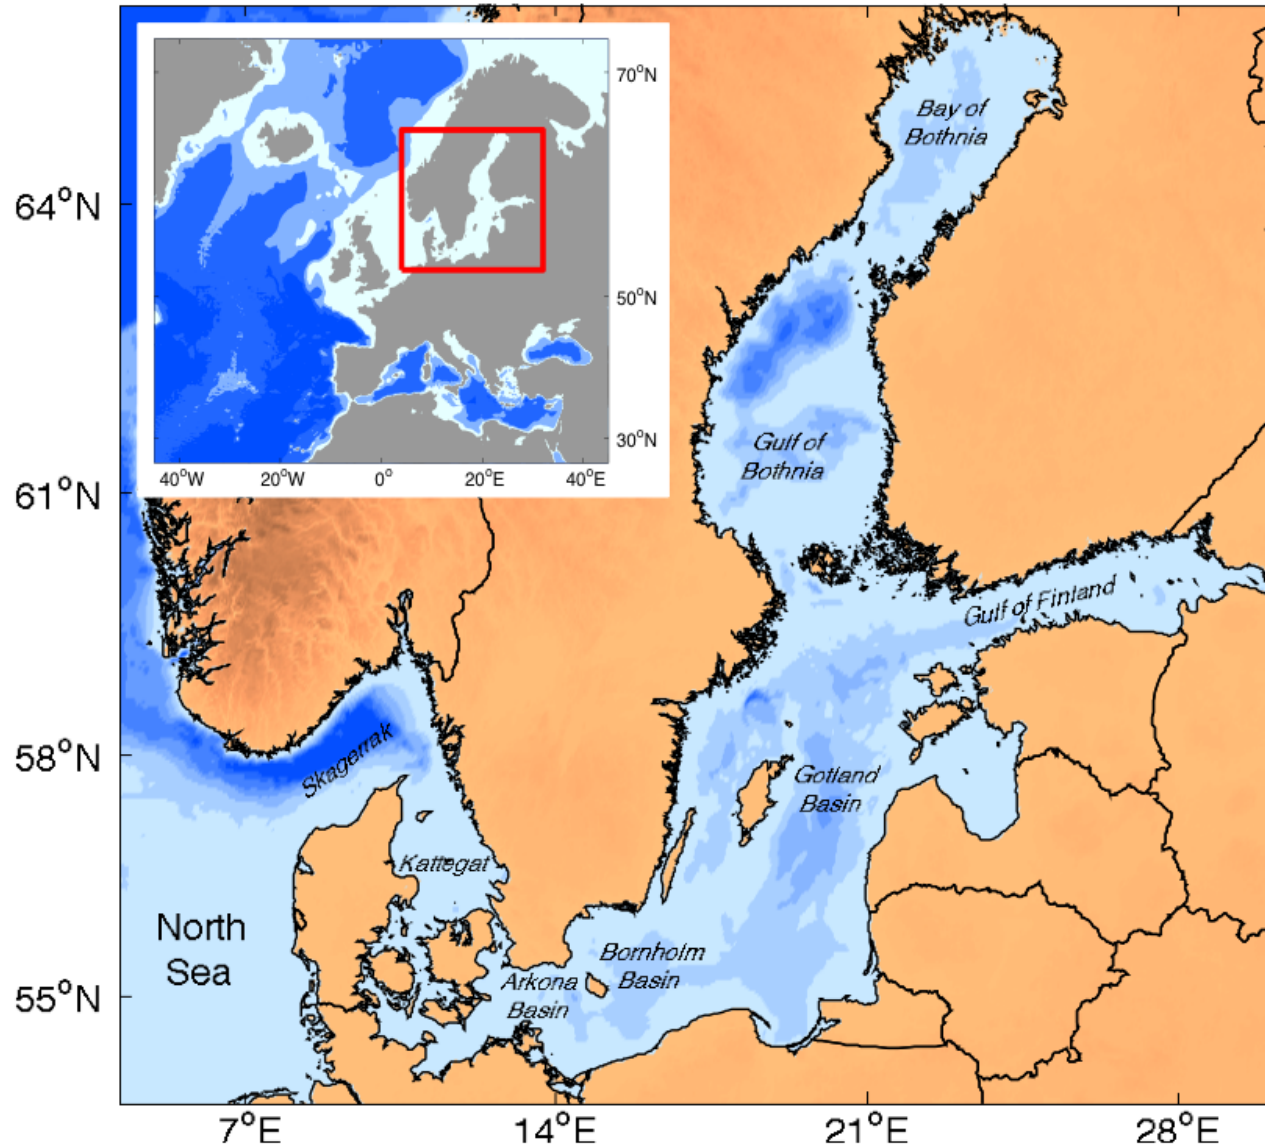 70°N
50°N
30°N
40°W
20°W
0°
20°E
40°E
64°N
61°N
58°N
55°N
7°E
14°E
21°E
28°E
Bay of
Bothnia
Gulf of
Bothnia
Gulf of Finland
Skagerrak
Gotland
Basin
Kattegat
North
Sea
Bornholm
Basin
Arkona
Basin